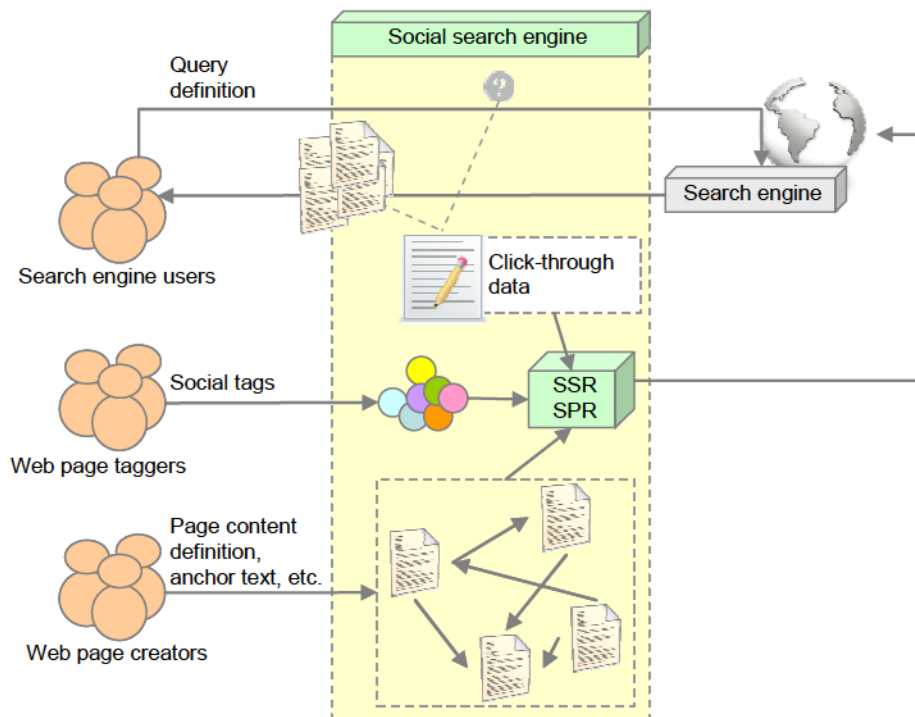 Social search engine
Query
definition
?
Search engine
Search engine users
Click-through
data
Social tags
SSR
SPR
Web page taggers
Page content
definition,
anchor text, etc.
Web page creators